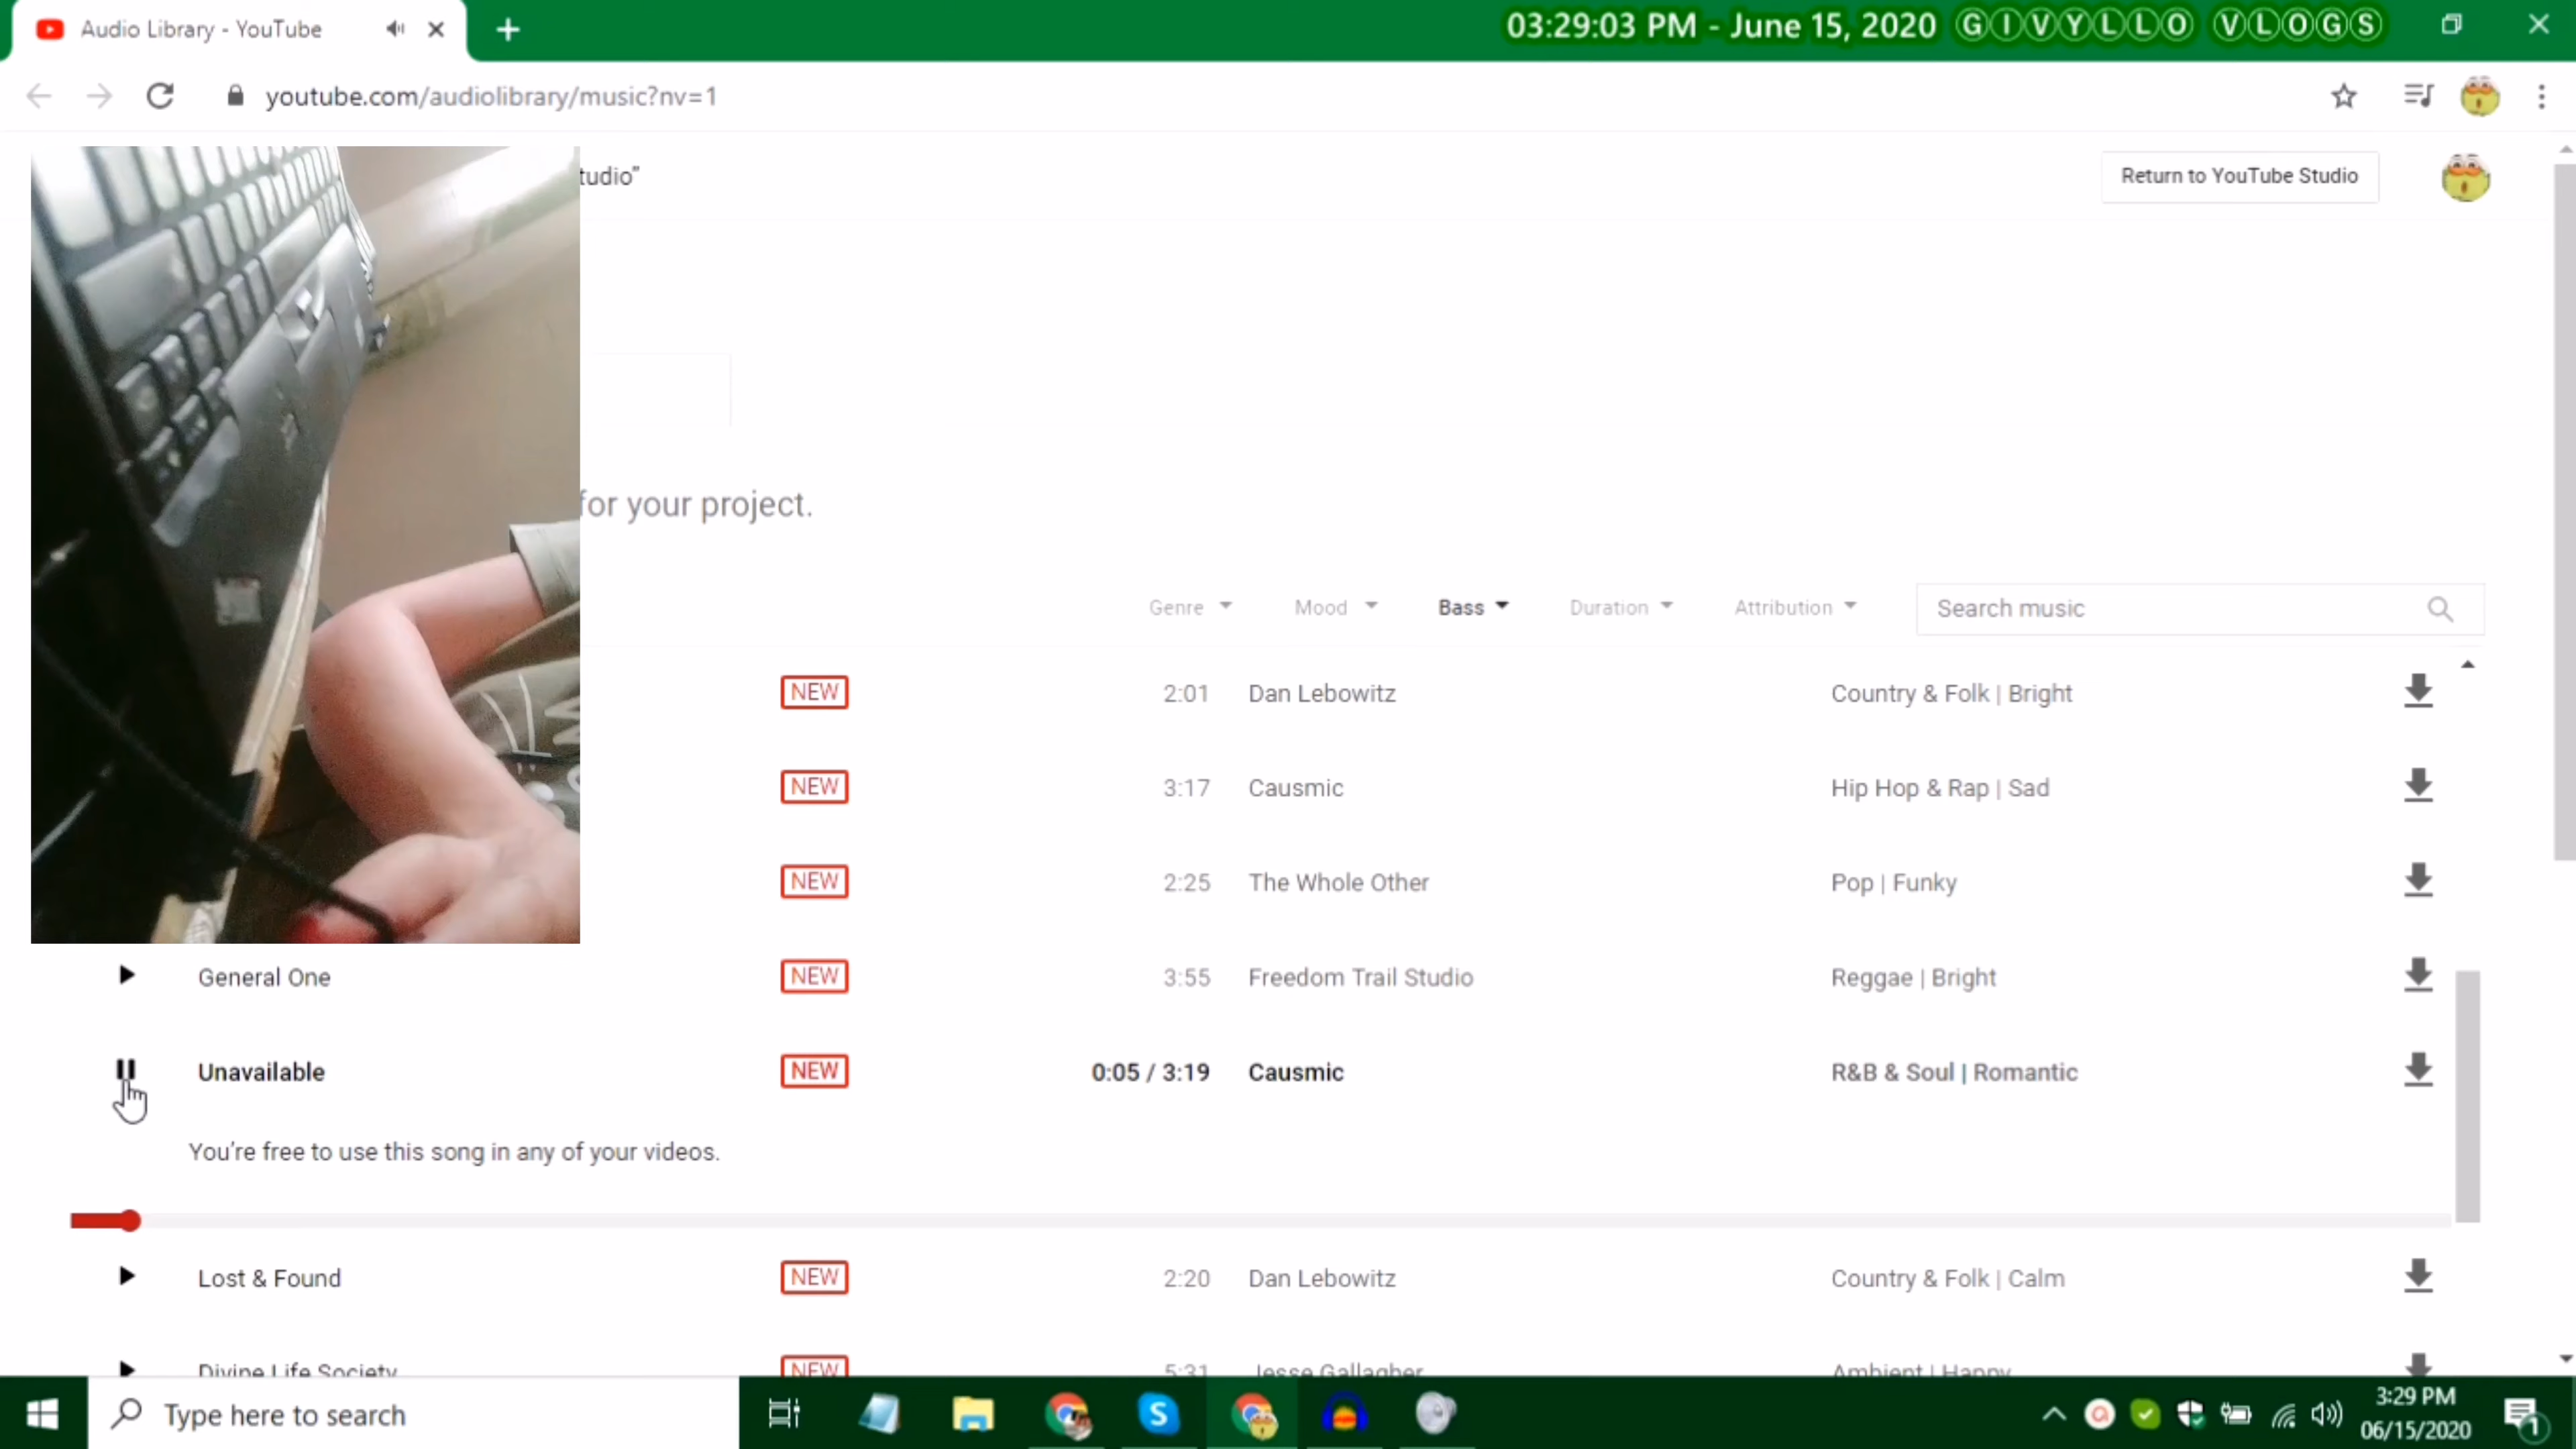 Audio Library - YouTube
03:29:03 PM - June 15, 2020 ⒼⒾⓋⓎⓁⓁⓄ ⓋⓁⓄⒼⓈ
youtube.com/audiolibrary/music?nv=1
tudio”
Return to YouTube Studio
for your project.
Genre Mood Bass Duration Attribution Search music
NEW 2:01 Dan Lebowitz Country & Folk | Bright
NEW 3:17 Causmic Hip Hop & Rap | Sad
NEW 2:25 The Whole Other Pop | Funky
General One NEW 3:55 Freedom Trail Studio Reggae | Bright
Unavailable NEW 0:05 / 3:19 Causmic R&B & Soul | Romantic
You're free to use this song in any of your videos.
Lost & Found NEW 2:20 Dan Lebowitz Country & Folk | Calm
Divine Life Society NEW 5:31 Jesse Gallagher Ambient | Happy
Type here to search
3:29 PM
06/15/2020
1